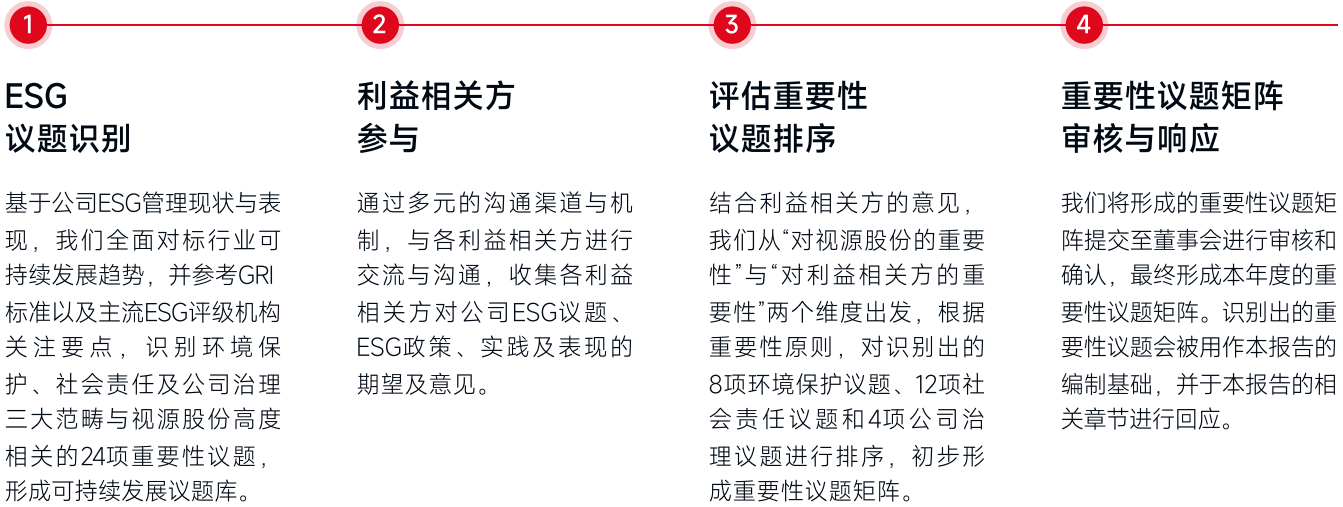 1
ESG
议题识别
基于公司ESG管理现状与表
现，我们全面对标行业可
持续发展趋势，并参考GRI
标准以及主流ESG评级机构
关注要点，识别环境保
护、社会责任及公司治理
三大范畴与视源股份高度
相关的24项重要性议题，
形成可持续发展议题库。
2
利益相关方
参与
通过多元的沟通渠道与机
制，与各利益相关方进行
交流与沟通，收集各利益
相关方对公司ESG议题、
ESG政策、实践及表现的
期望及意见。
3
评估重要性
议题排序
结合利益相关方的意见，
我们从“对视源股份的重要
性”与“对利益相关方的重
要性”两个维度出发，根据
重要性原则，对识别出的
8项环境保护议题、12项社
会责任议题和4项公司治
理议题进行排序，初步形
成重要性议题矩阵。
4
重要性议题矩阵
审核与响应
我们将形成的重要性议题矩
阵提交至董事会进行审核和
确认，最终形成本年度的重
要性议题矩阵。识别出的重
要性议题会被用作本报告的
编制基础，并于本报告的相
关章节进行回应。